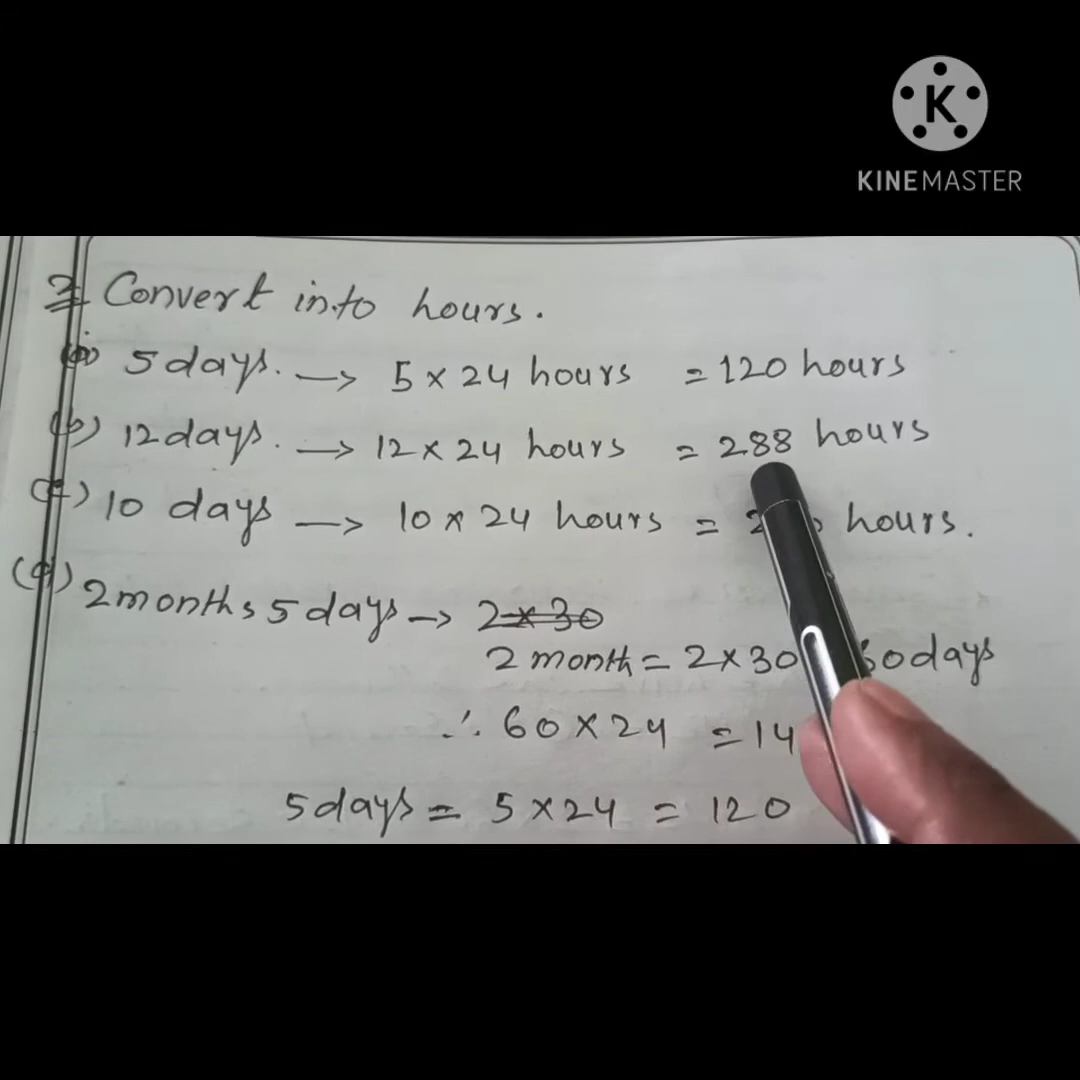 K
KINEMASTER
3 Convert into hours.
(a) 5 days. → 5 × 24 hours = 120 hours
(b) 12 days. → 12 × 24 hours = 288 hours
(c) 10 days → 10 × 24 hours = hours.
(d) 2 months 5 days → 2 × 30
2 month = 2 × 30 days
∴ 60 × 24 = 14
5 days = 5 × 24 = 120